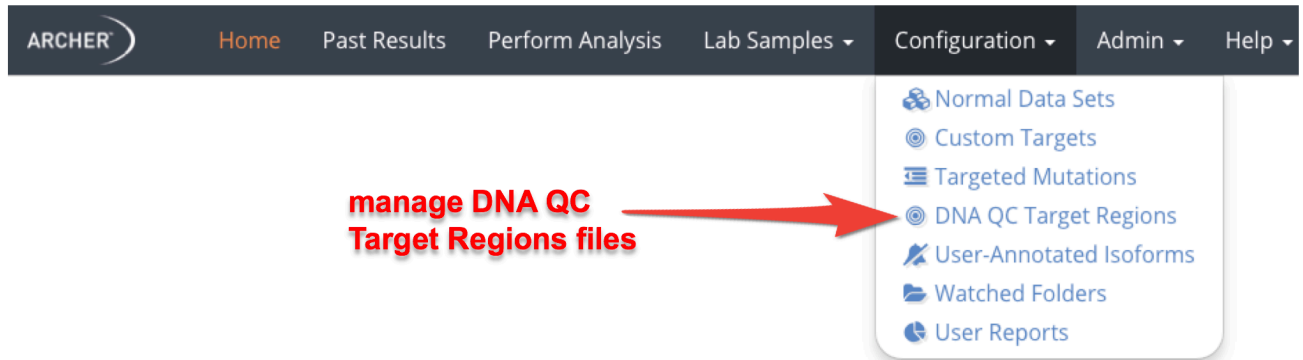 ARCHER Home Past Results Perform Analysis Lab Samples Configuration Admin Help
Normal Data Sets
Custom Targets
Targeted Mutations
manage DNA QC
Target Regions files
DNA QC Target Regions
User-Annotated Isoforms
Watched Folders
User Reports